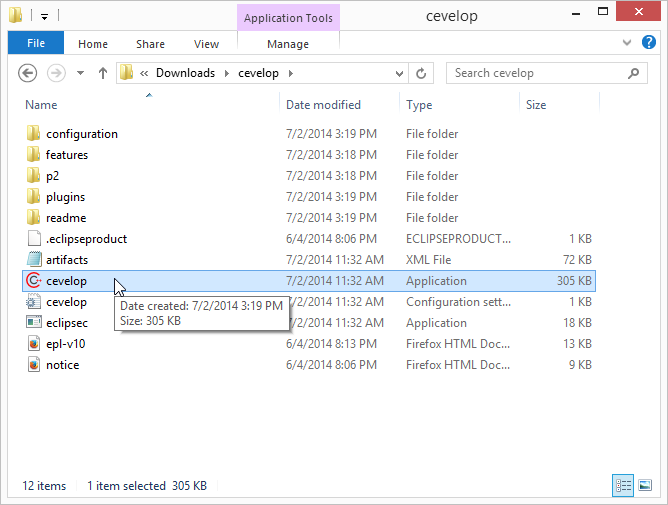 Application Tools cevelop
File Home Share View Manage
« Downloads cevelop Search cevelop
Name Date modified Type Size
configuration 7/2/2014 3:19 PM File folder
features 7/2/2014 3:18 PM File folder
p2 7/2/2014 3:18 PM File folder
plugins 7/2/2014 3:19 PM File folder
readme 7/2/2014 3:19 PM File folder
.eclipseproduct 6/4/2014 8:06 PM ECLIPSEPRODUCT... 1 KB
artifacts 7/2/2014 11:32 AM XML File 72 KB
cevelop 7/2/2014 11:32 AM Application 305 KB
cevelop 7/2/2014 11:32 AM Configuration sett... 1 KB
Date created: 7/2/2014 3:19 PM
Size: 305 KB
eclipsec 7/2/2014 11:32 AM Application 18 KB
epl-v10 6/4/2014 8:13 PM Firefox HTML Doc... 13 KB
notice 6/4/2014 8:06 PM Firefox HTML Doc... 9 KB
12 items 1 item selected 305 KB